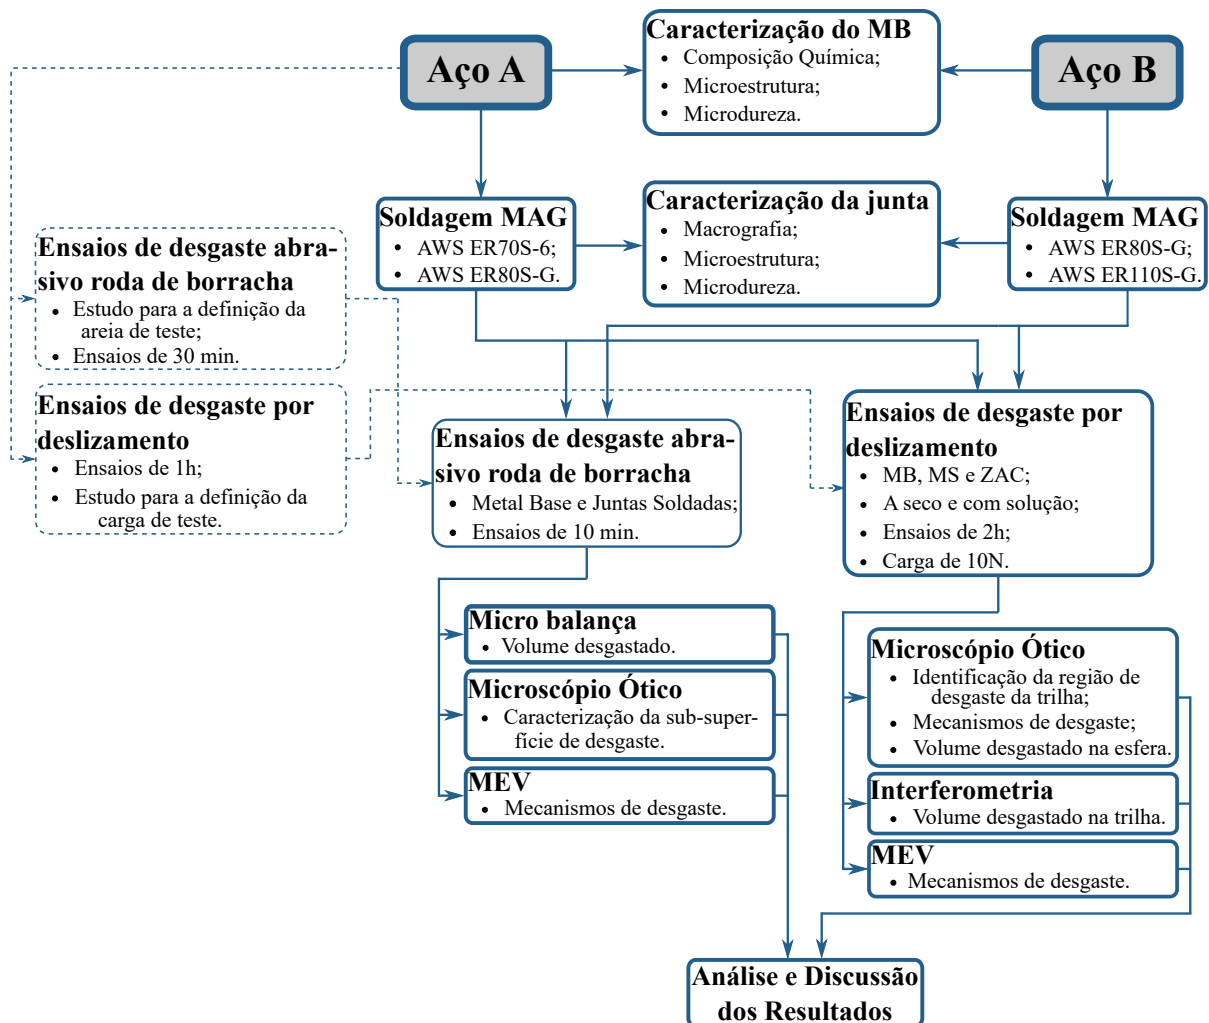 Aço A
Caracterização do MB
• Composição Química;
• Microestrutura;
• Microdureza.
Aço B
Soldagem MAG
• AWS ER70S-6;
• AWS ER80S-G.
Caracterização da junta
• Macrografia;
• Microestrutura;
• Microdureza.
Soldagem MAG
• AWS ER80S-G;
• AWS ER110S-G.
Ensaios de desgaste abra-
sivo roda de borracha
• Estudo para a definição da
areia de teste;
• Ensaios de 30 min.
Ensaios de desgaste por
deslizamento
• Ensaios de 1h;
• Estudo para a definição da
carga de teste.
Ensaios de desgaste abra-
sivo roda de borracha
• Metal Base e Juntas Soldadas;
• Ensaios de 10 min.
Ensaios de desgaste por
deslizamento
• MB, MS e ZAC;
• A seco e com solução;
• Ensaios de 2h;
• Carga de 10N.
Micro balança
• Volume desgastado.
Microscópio Ótico
• Caracterização da sub-super-
fície de desgaste.
MEV
• Mecanismos de desgaste.
Microscópio Ótico
• Identificação da região de
desgaste da trilha;
• Mecanismos de desgaste;
• Volume desgastado na esfera.
Interferometria
• Volume desgastado na trilha.
MEV
• Mecanismos de desgaste.
Análise e Discussão
dos Resultados